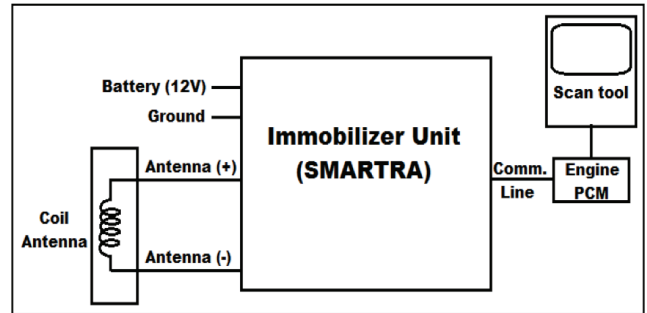 Battery (12V)
Ground
Immobilizer Unit
(SMARTRA)
Antenna (+)
Coil
Antenna
Antenna (-)
Comm.
Line
Engine
PCM
Scan tool